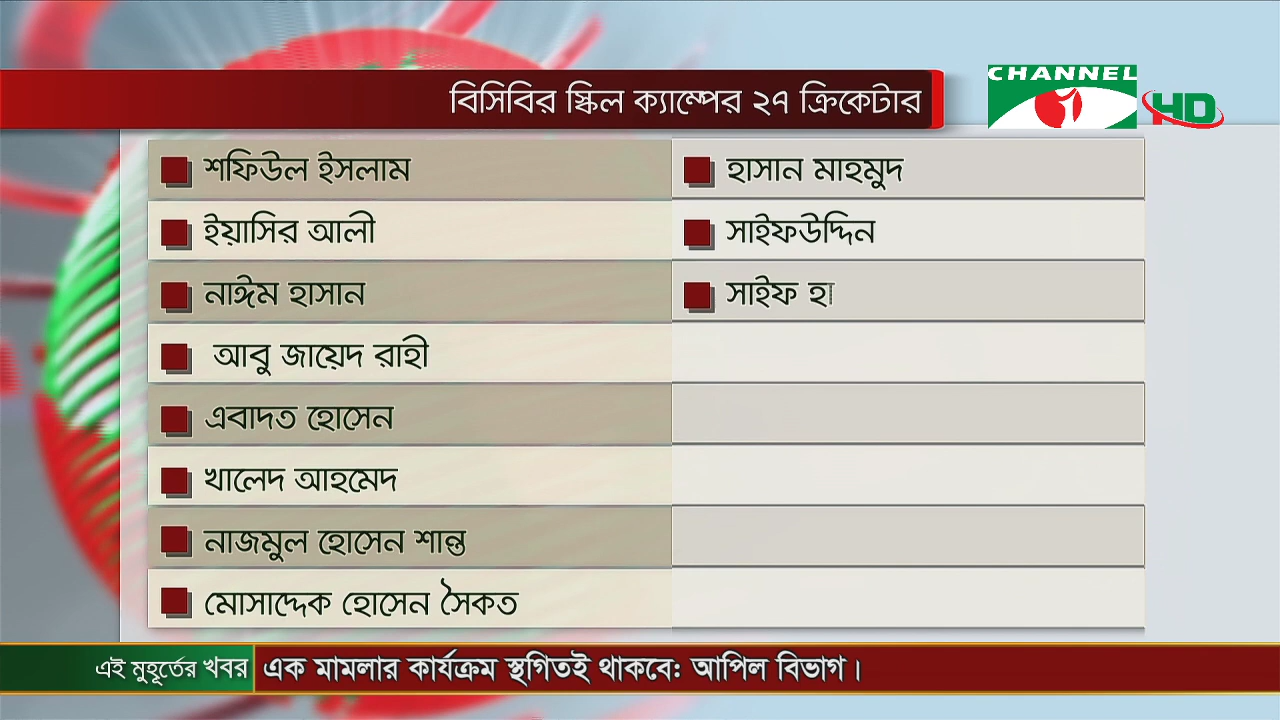 বিসিবির স্কিল ক্যাম্পের ২৭ ক্রিকেটার
CHANNEL
i HD
শফিউল ইসলাম
ইয়াসির আলী
নাঈম হাসান
আবু জায়েদ রাহী
এবাদত হোসেন
খালেদ আহমেদ
নাজমুল হোসেন শান্ত
মোসাদ্দেক হোসেন সৈকত
হাসান মাহমুদ
সাইফউদ্দিন
সাইফ হা
এই মুহূর্তের খবর
এক মামলার কার্যক্রম স্থগিতই থাকবে: আপিল বিভাগ।